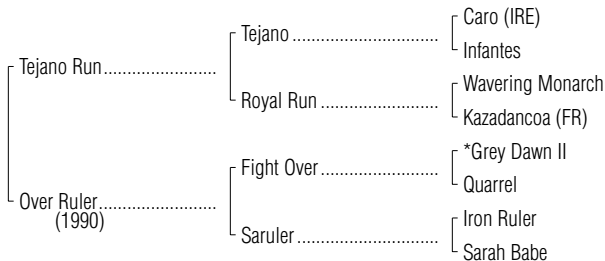 Caro (IRE)
Tejano
Infantes
Tejano Run
Wavering Monarch
Royal Run
Kazadancoa (FR)
*Grey Dawn II
Fight Over
Quarrel
Over Ruler
(1990)
Iron Ruler
Saruler
Sarah Babe